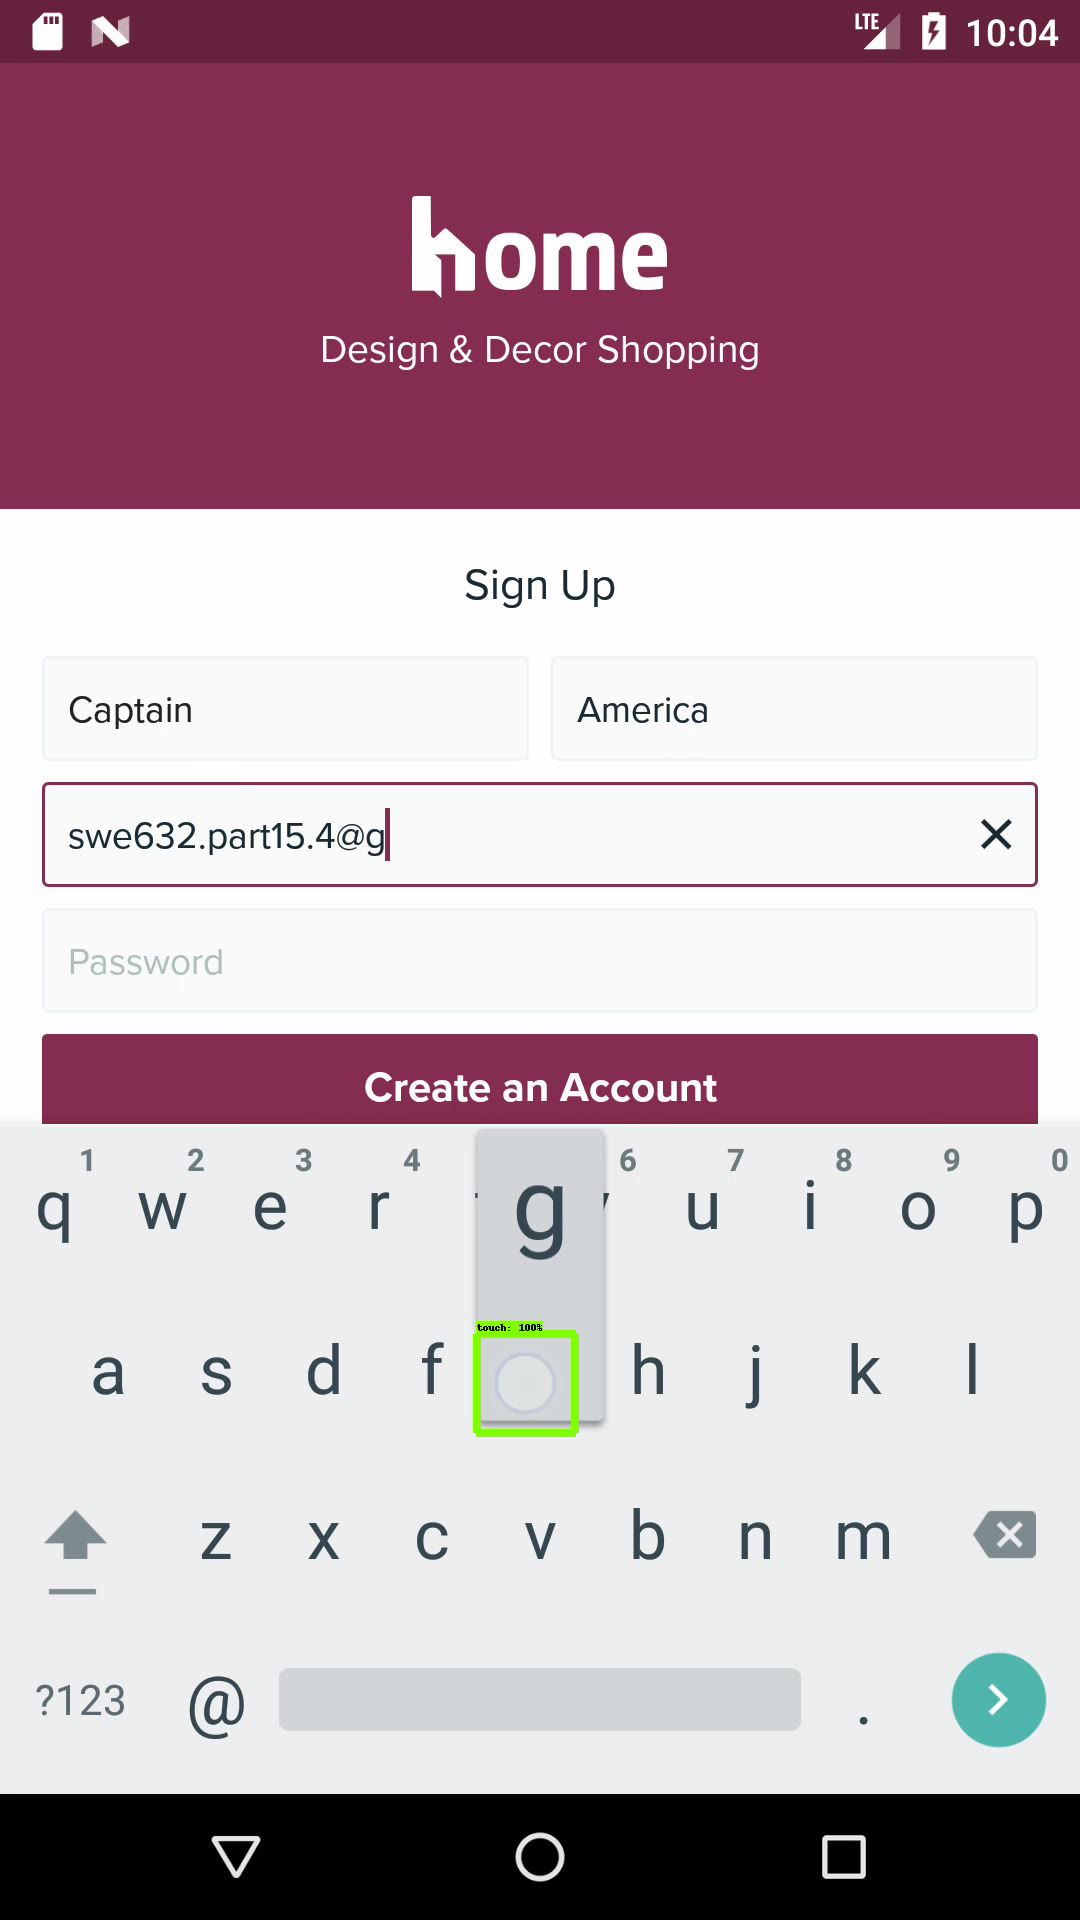 LTE 10:04
home
Design & Decor Shopping
Sign Up
Captain America
swe632.part15.4@g
Password
Create an Account
1 2 3 4 6 7 8 9 0
q w e r g u i o p
touch: 100%
a s d f h j k l
z x c v b n m
?123 @ .